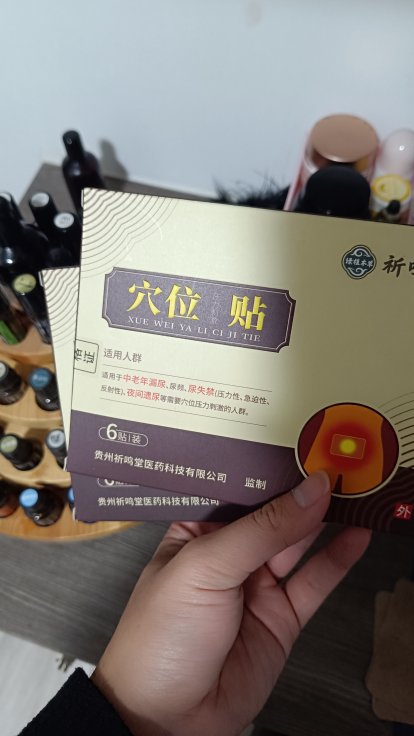 祈
穴位 贴
XUE WEI YA LI CI JI TIE
格证
适用人群
适用于中老年漏尿、尿频、尿失禁(压力性、急迫性、
反射性)、夜间遗尿等需要穴位压力刺激的人群。
6贴|装
贵州祈鸣堂医药科技有限公司 监制
外
贵州祈鸣堂医药科技有限公司